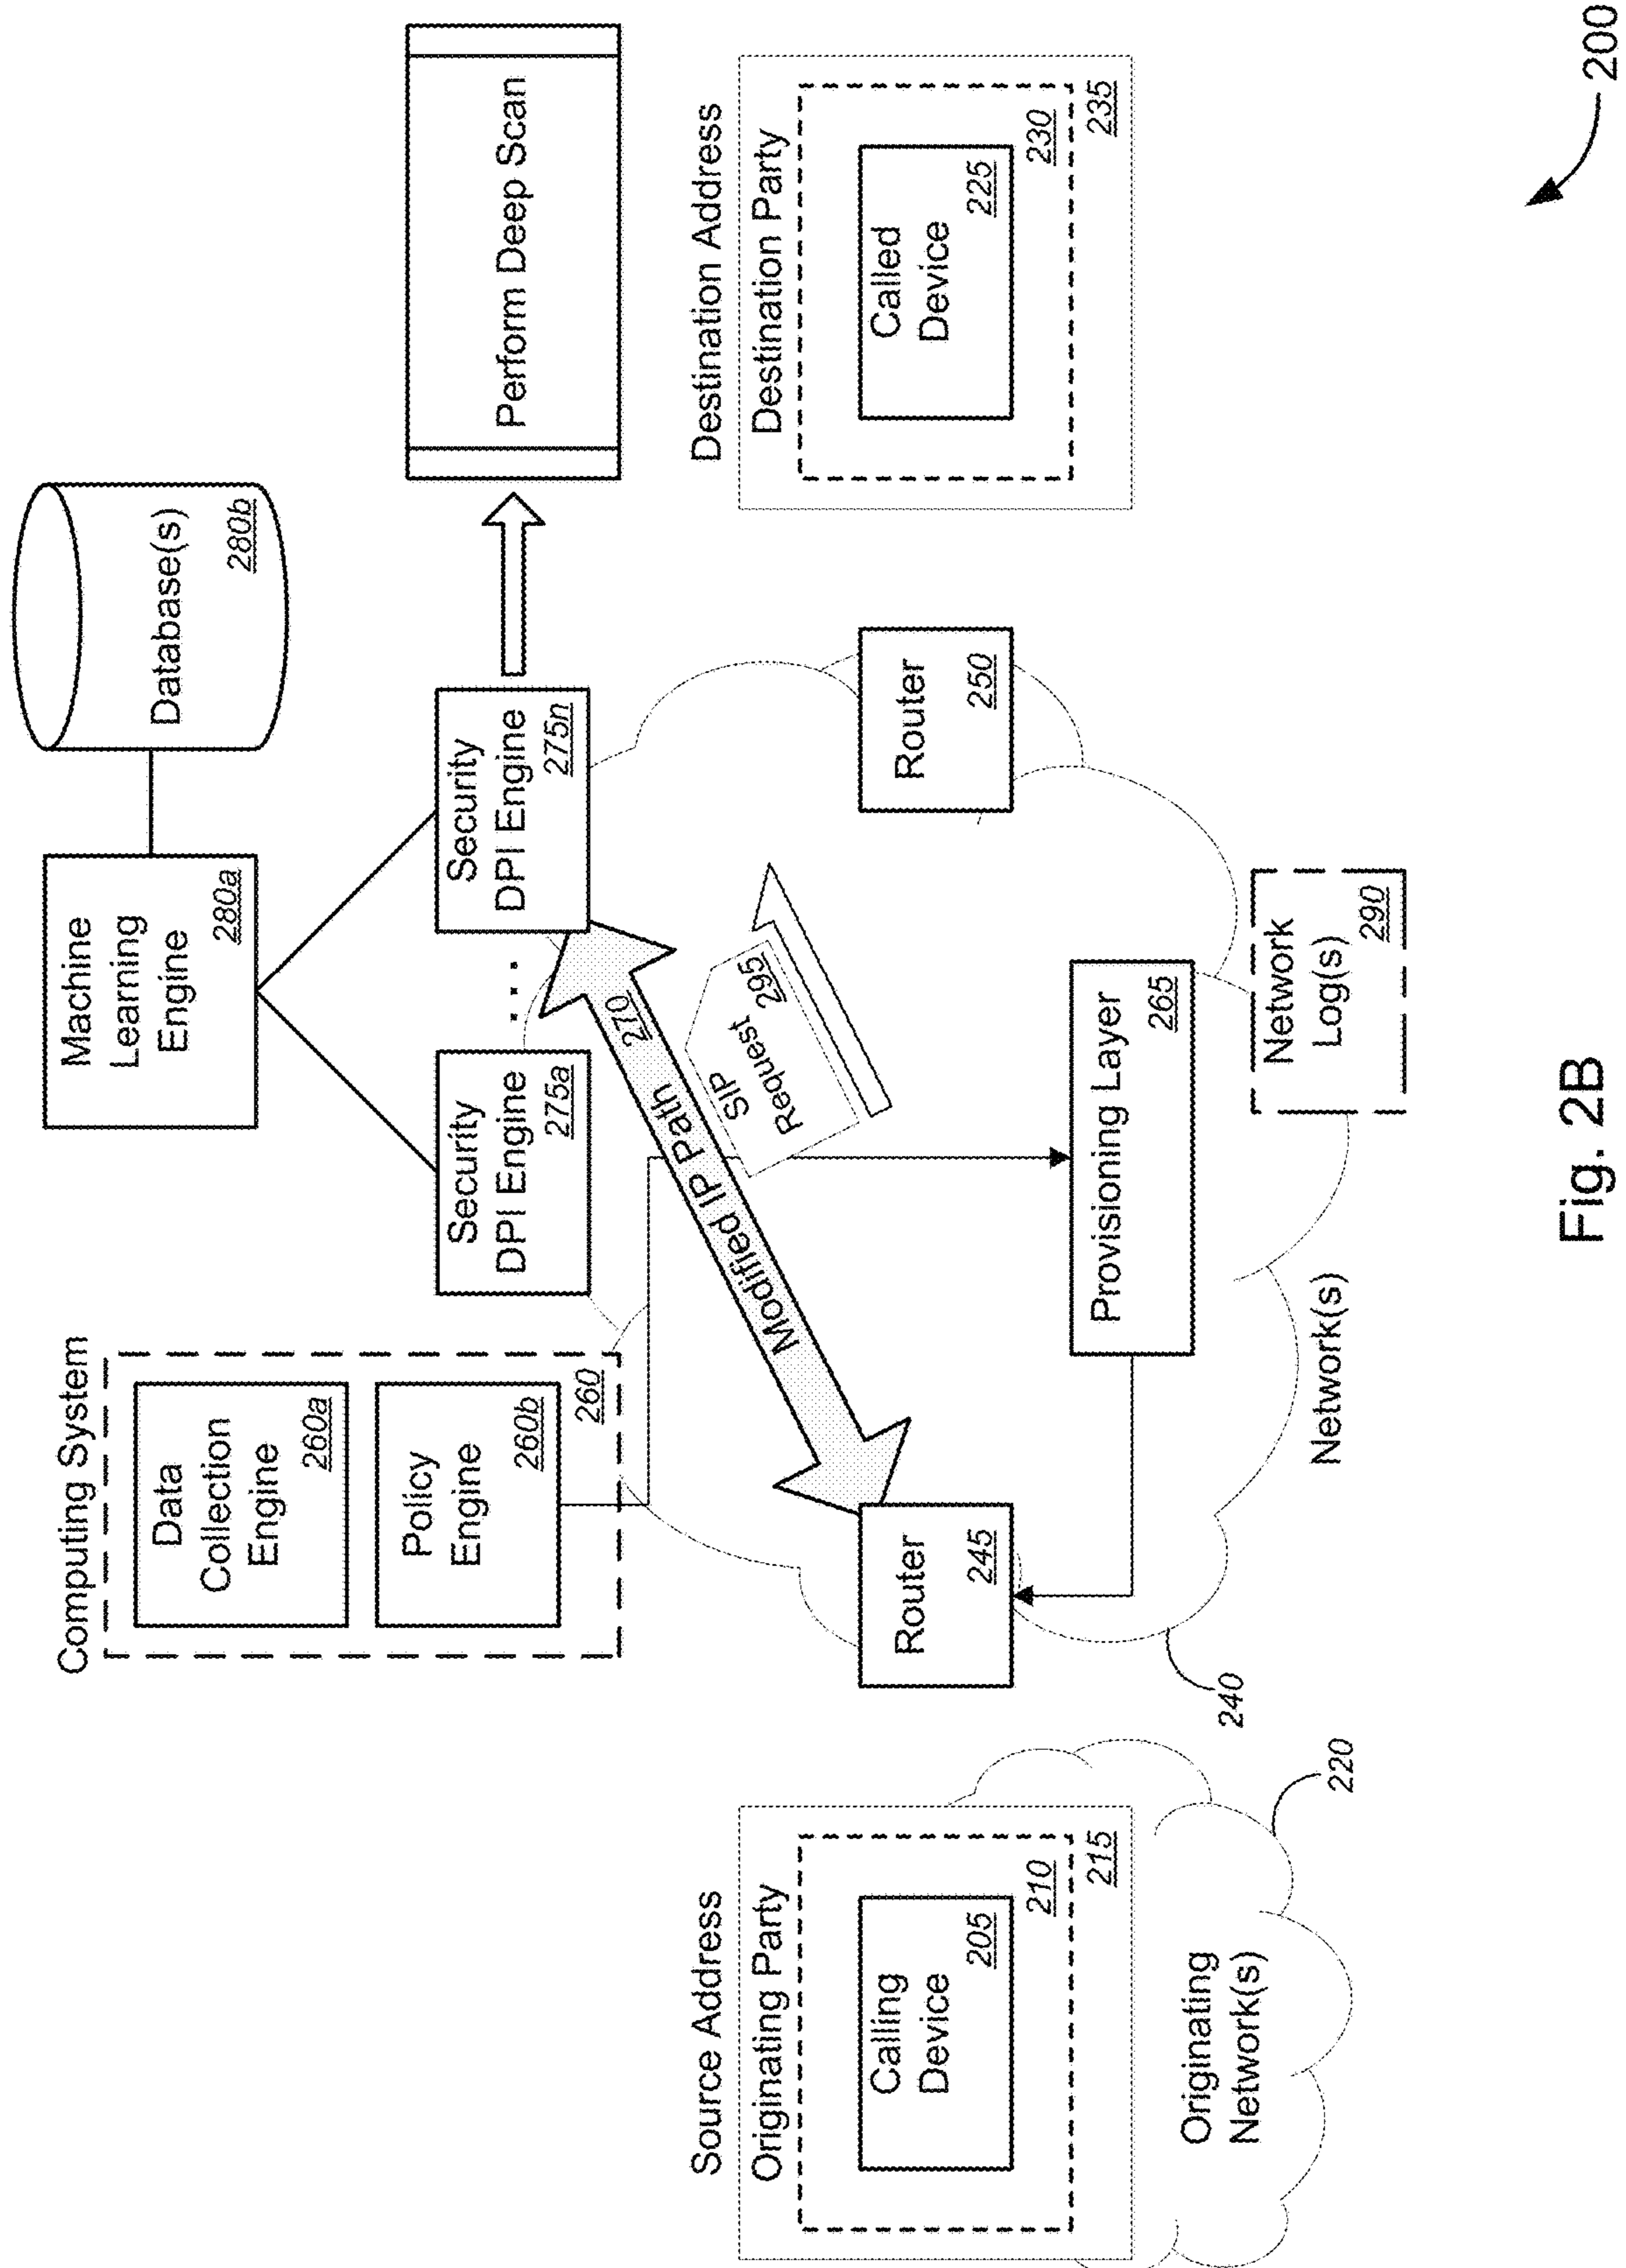 Computing System
Data
Collection
Engine
260a
Policy
Engine
260b
260
Machine
Learning
Engine
280a
Database(s)
280b
Security
DPI Engine
275a
...
Security
DPI Engine
275n
Perform Deep Scan
Source Address
Originating Party
Calling
Device
205
210
215
Originating
Network(s)
220
Router
245
Modified IP Path
270
SIP
Request
295
Router
250
Destination Address
Destination Party
Called
Device
225
230
235
Provisioning Layer
265
240
Network(s)
Network
Log(s)
290
Fig. 2B
200